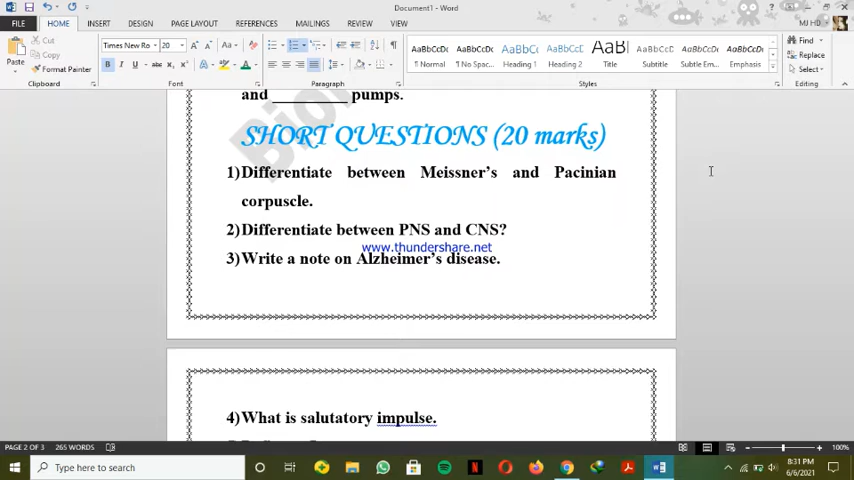 Document1 - Word
FILE HOME INSERT DESIGN PAGE LAYOUT REFERENCES MAILINGS REVIEW VIEW MJ HD
Cut
Copy
Format Painter
Paste
Clipboard
Times New Ro 20
Font
Paragraph
AaBbCcDc AaBbCcDc AaBbCc AaBbCcD AaBl AaBbCcD AaBbCcDc AaBbCcDc
¶ Normal ¶ No Spac... Heading 1 Heading 2 Title Subtitle Subtle Em... Emphasis
Styles
Find
Replace
Select
Editing
and ________ pumps.
SHORT QUESTIONS (20 marks)
1) Differentiate between Meissner's and Pacinian
corpuscle.
2) Differentiate between PNS and CNS?
www.thundershare.net
3) Write a note on Alzheimer's disease.
4) What is salutatory impulse.
PAGE 2 OF 3 265 WORDS 100%
Type here to search
8:31 PM
6/6/2021